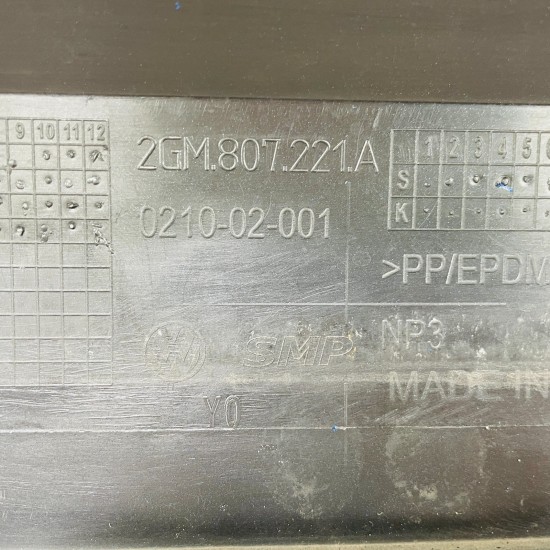 9 10 11 12
2GM.807.221.A
1 2 3 4 5
S
K
0210-02-001
>PP/EPDM
SMP
NP3
MADE IN
Y0